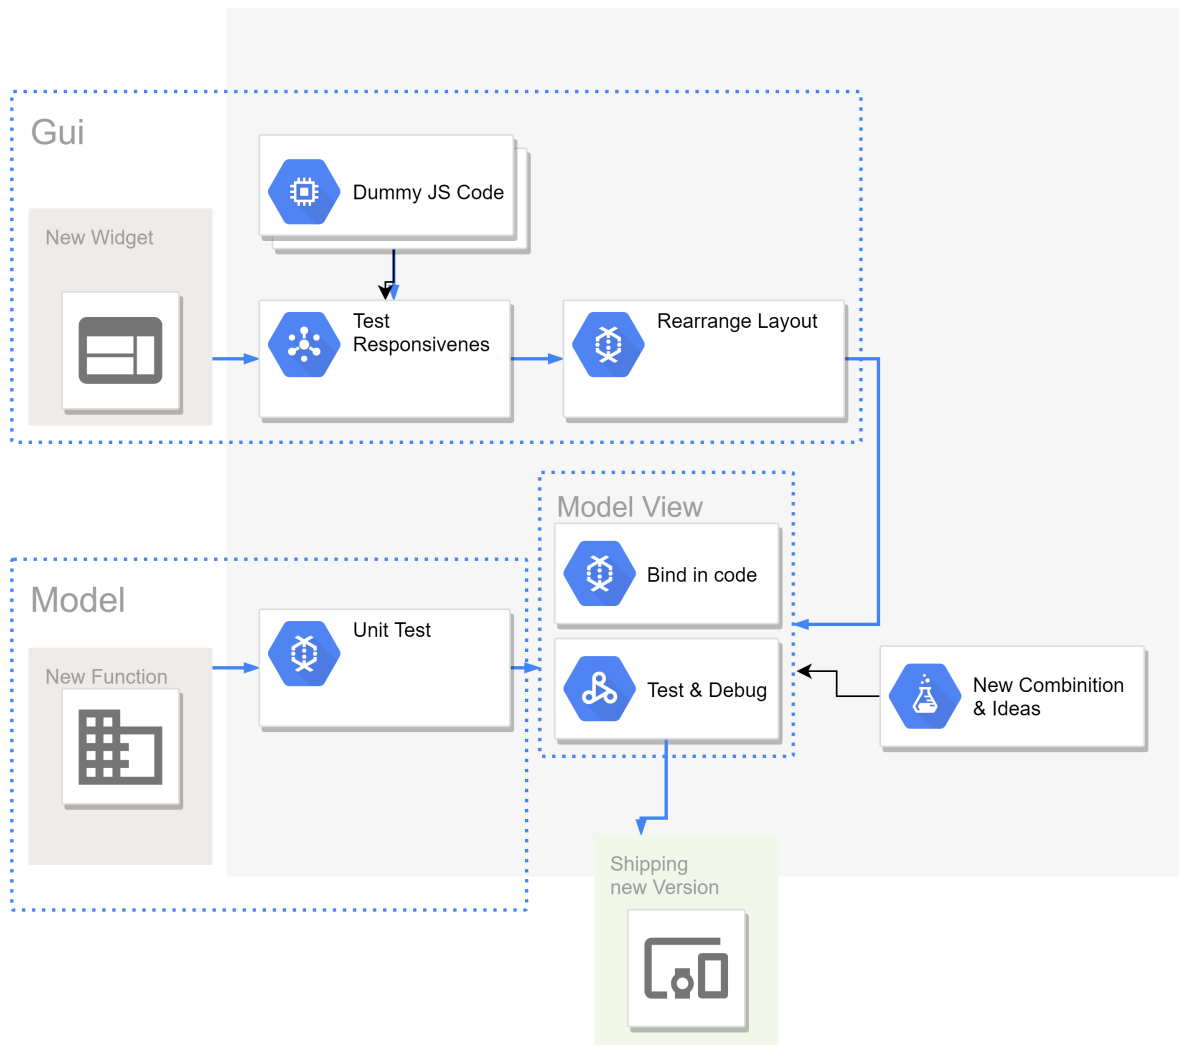 Gui
Dummy JS Code
New Widget
Test
Responsivenes
Rearrange Layout
Model View
Bind in code
Model
Unit Test
New Function
Test & Debug
New Combinition
& Ideas
Shipping
new Version